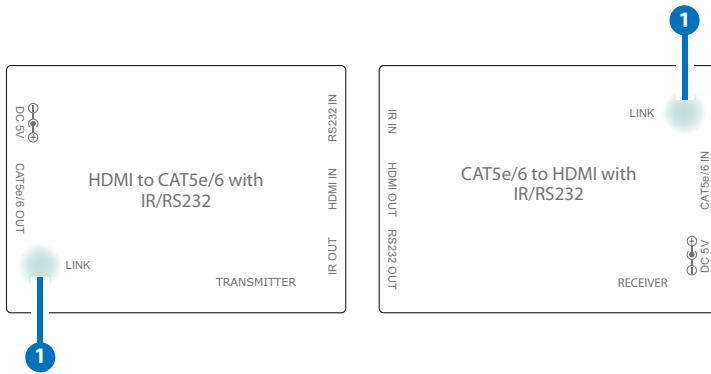 1
DC 5V
CAT5e/6 OUT
HDMI to CAT5e/6 with
IR/RS232
RS232 IN
HDMI IN
IR OUT
LINK
TRANSMITTER
1
1
IR IN
HDMI OUT
RS232 OUT
LINK
CAT5e/6 to HDMI with
IR/RS232
CAT5e/6 IN
DC 5V
RECEIVER